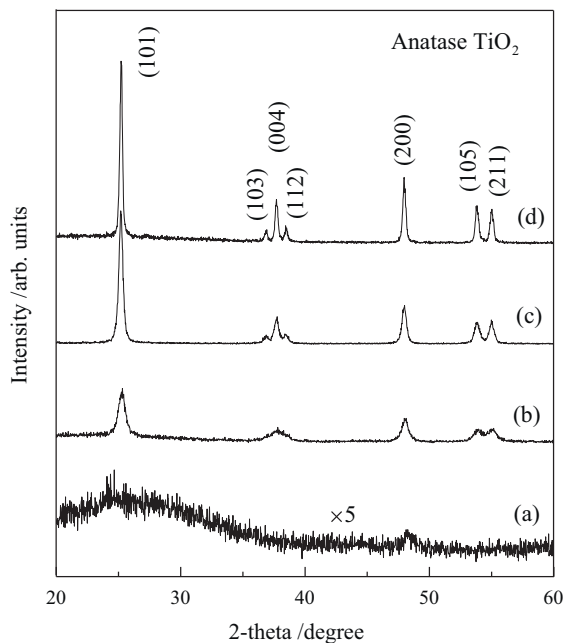 Anatase TiO₂
(101)
(004)
(103)
(112)
(200)
(105)
(211)
(d)
(c)
(b)
×5
(a)
20 30 40 50 60
2-theta /degree
Intensity /arb. units